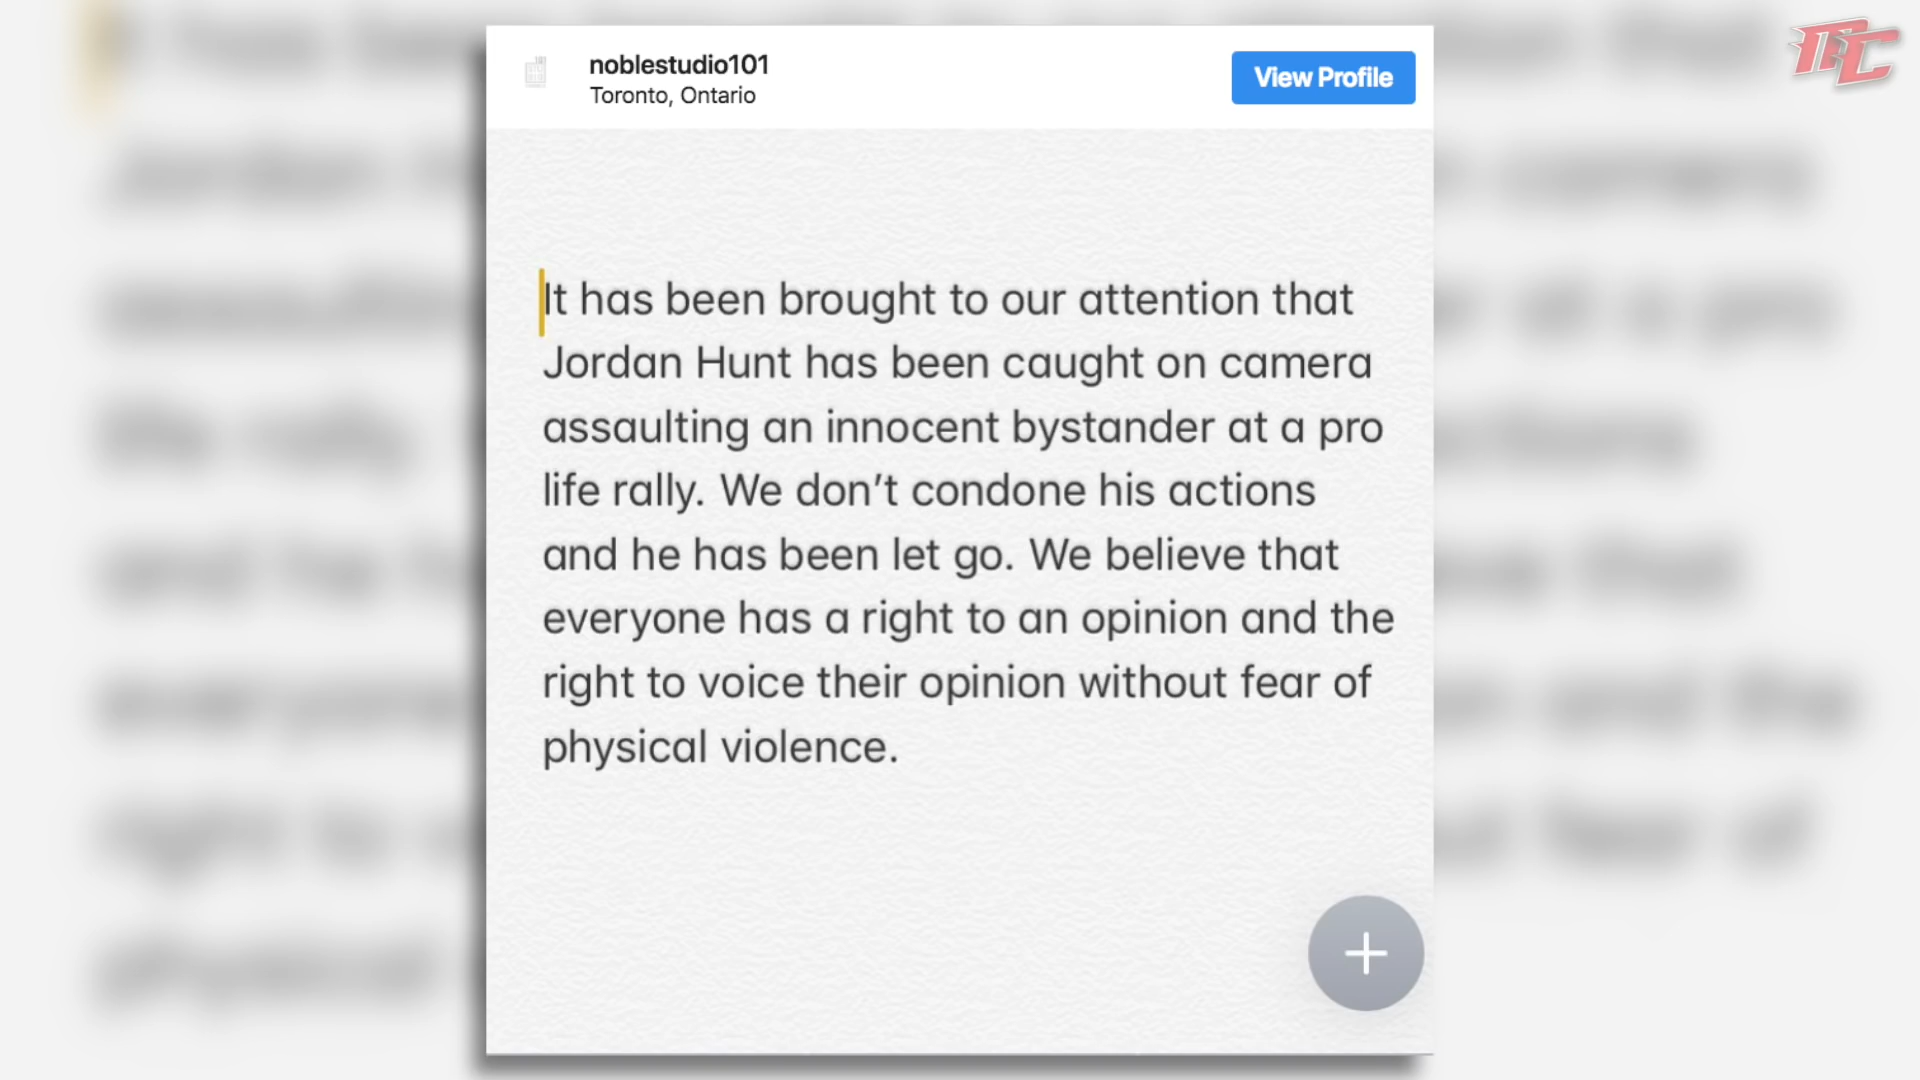 noblestudio101
Toronto, Ontario
View Profile
It has been brought to our attention that
Jordan Hunt has been caught on camera
assaulting an innocent bystander at a pro
life rally. We don't condone his actions
and he has been let go. We believe that
everyone has a right to an opinion and the
right to voice their opinion without fear of
physical violence.